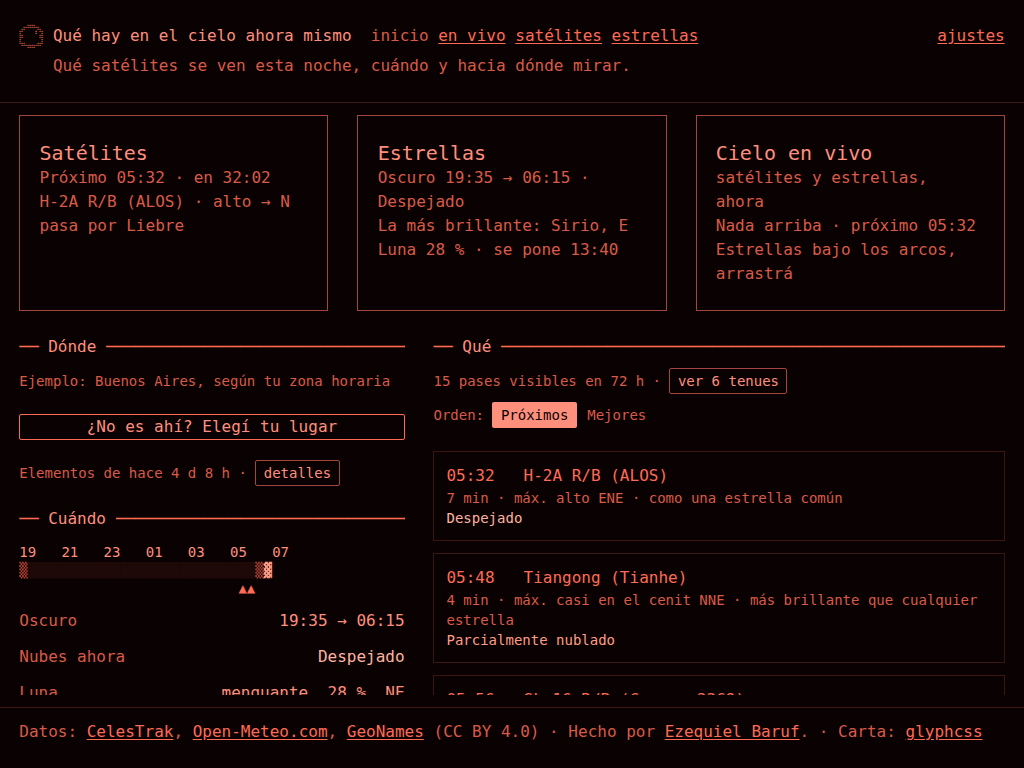 Qué hay en el cielo ahora mismo inicio en vivo satélites estrellas ajustes
Qué satélites se ven esta noche, cuándo y hacia dónde mirar.
Satélites
Próximo 05:32 · en 32:02
H-2A R/B (ALOS) · alto → N
pasa por Liebre
Estrellas
Oscuro 19:35 → 06:15 ·
Despejado
La más brillante: Sirio, E
Luna 28 % · se pone 13:40
Cielo en vivo
satélites y estrellas,
ahora
Nada arriba · próximo 05:32
Estrellas bajo los arcos,
arrastrá
Dónde
Ejemplo: Buenos Aires, según tu zona horaria
¿No es ahí? Elegí tu lugar
Elementos de hace 4 d 8 h · detalles
Cuándo
19 21 23 01 03 05 07
▲▲
Oscuro 19:35 → 06:15
Nubes ahora Despejado
Luna menguante, 28 %, NE
Qué
15 pases visibles en 72 h · ver 6 tenues
Orden: Próximos Mejores
05:32 H-2A R/B (ALOS)
7 min · máx. alto ENE · como una estrella común
Despejado
05:48 Tiangong (Tianhe)
4 min · máx. casi en el cenit NNE · más brillante que cualquier
estrella
Parcialmente nublado
Datos: CelesTrak, Open-Meteo.com, GeoNames (CC BY 4.0) · Hecho por Ezequiel Baruf. · Carta: glyphcss